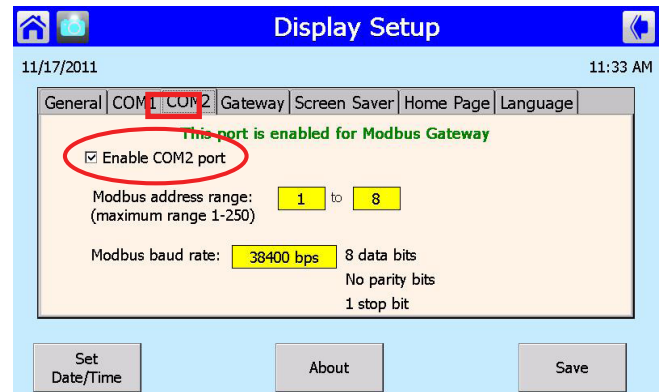 Display Setup
11/17/2011 11:33 AM
General COM1 COM2 Gateway Screen Saver Home Page Language
This port is enabled for Modbus Gateway
Enable COM2 port
Modbus address range: 1 to 8
(maximum range 1-250)
Modbus baud rate: 38400 bps 8 data bits
No parity bits
1 stop bit
Set
Date/Time
About
Save